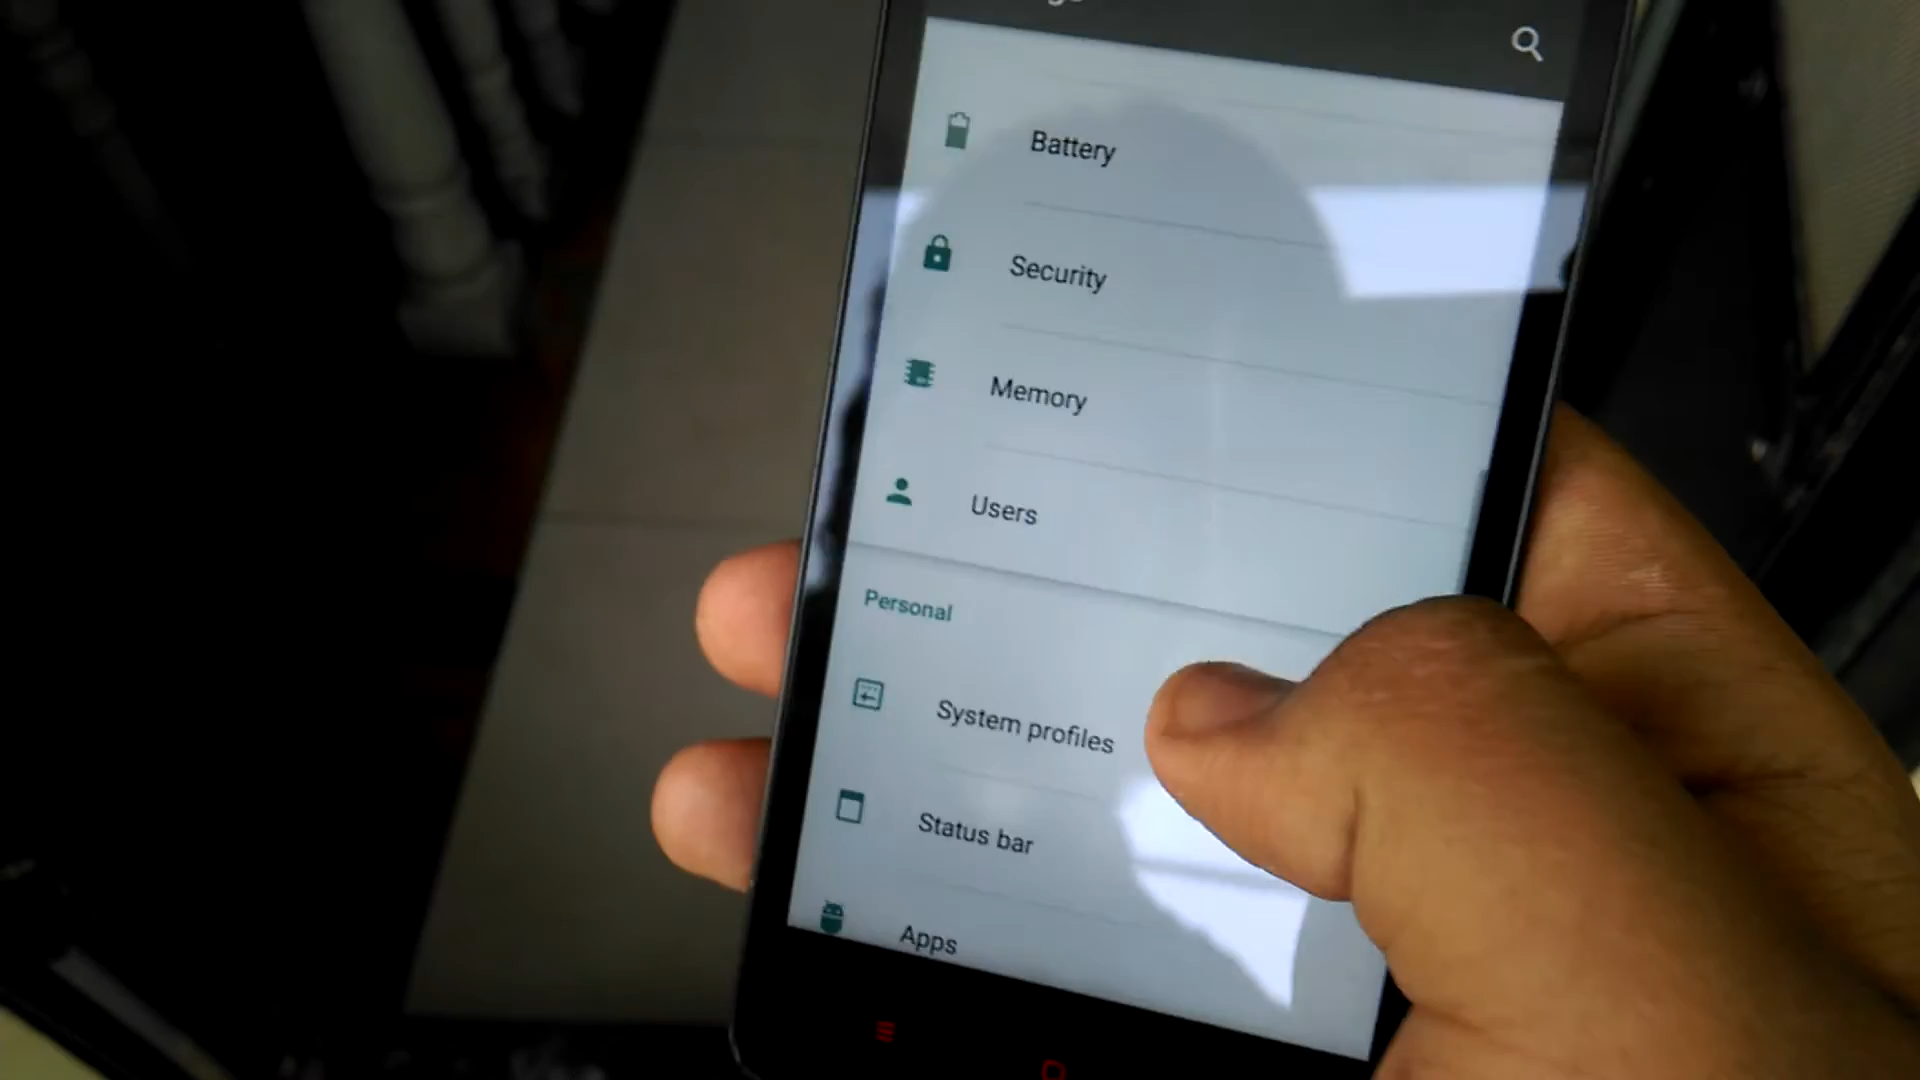 Battery
Security
Memory
Users
Personal
System profiles
Status bar
Apps